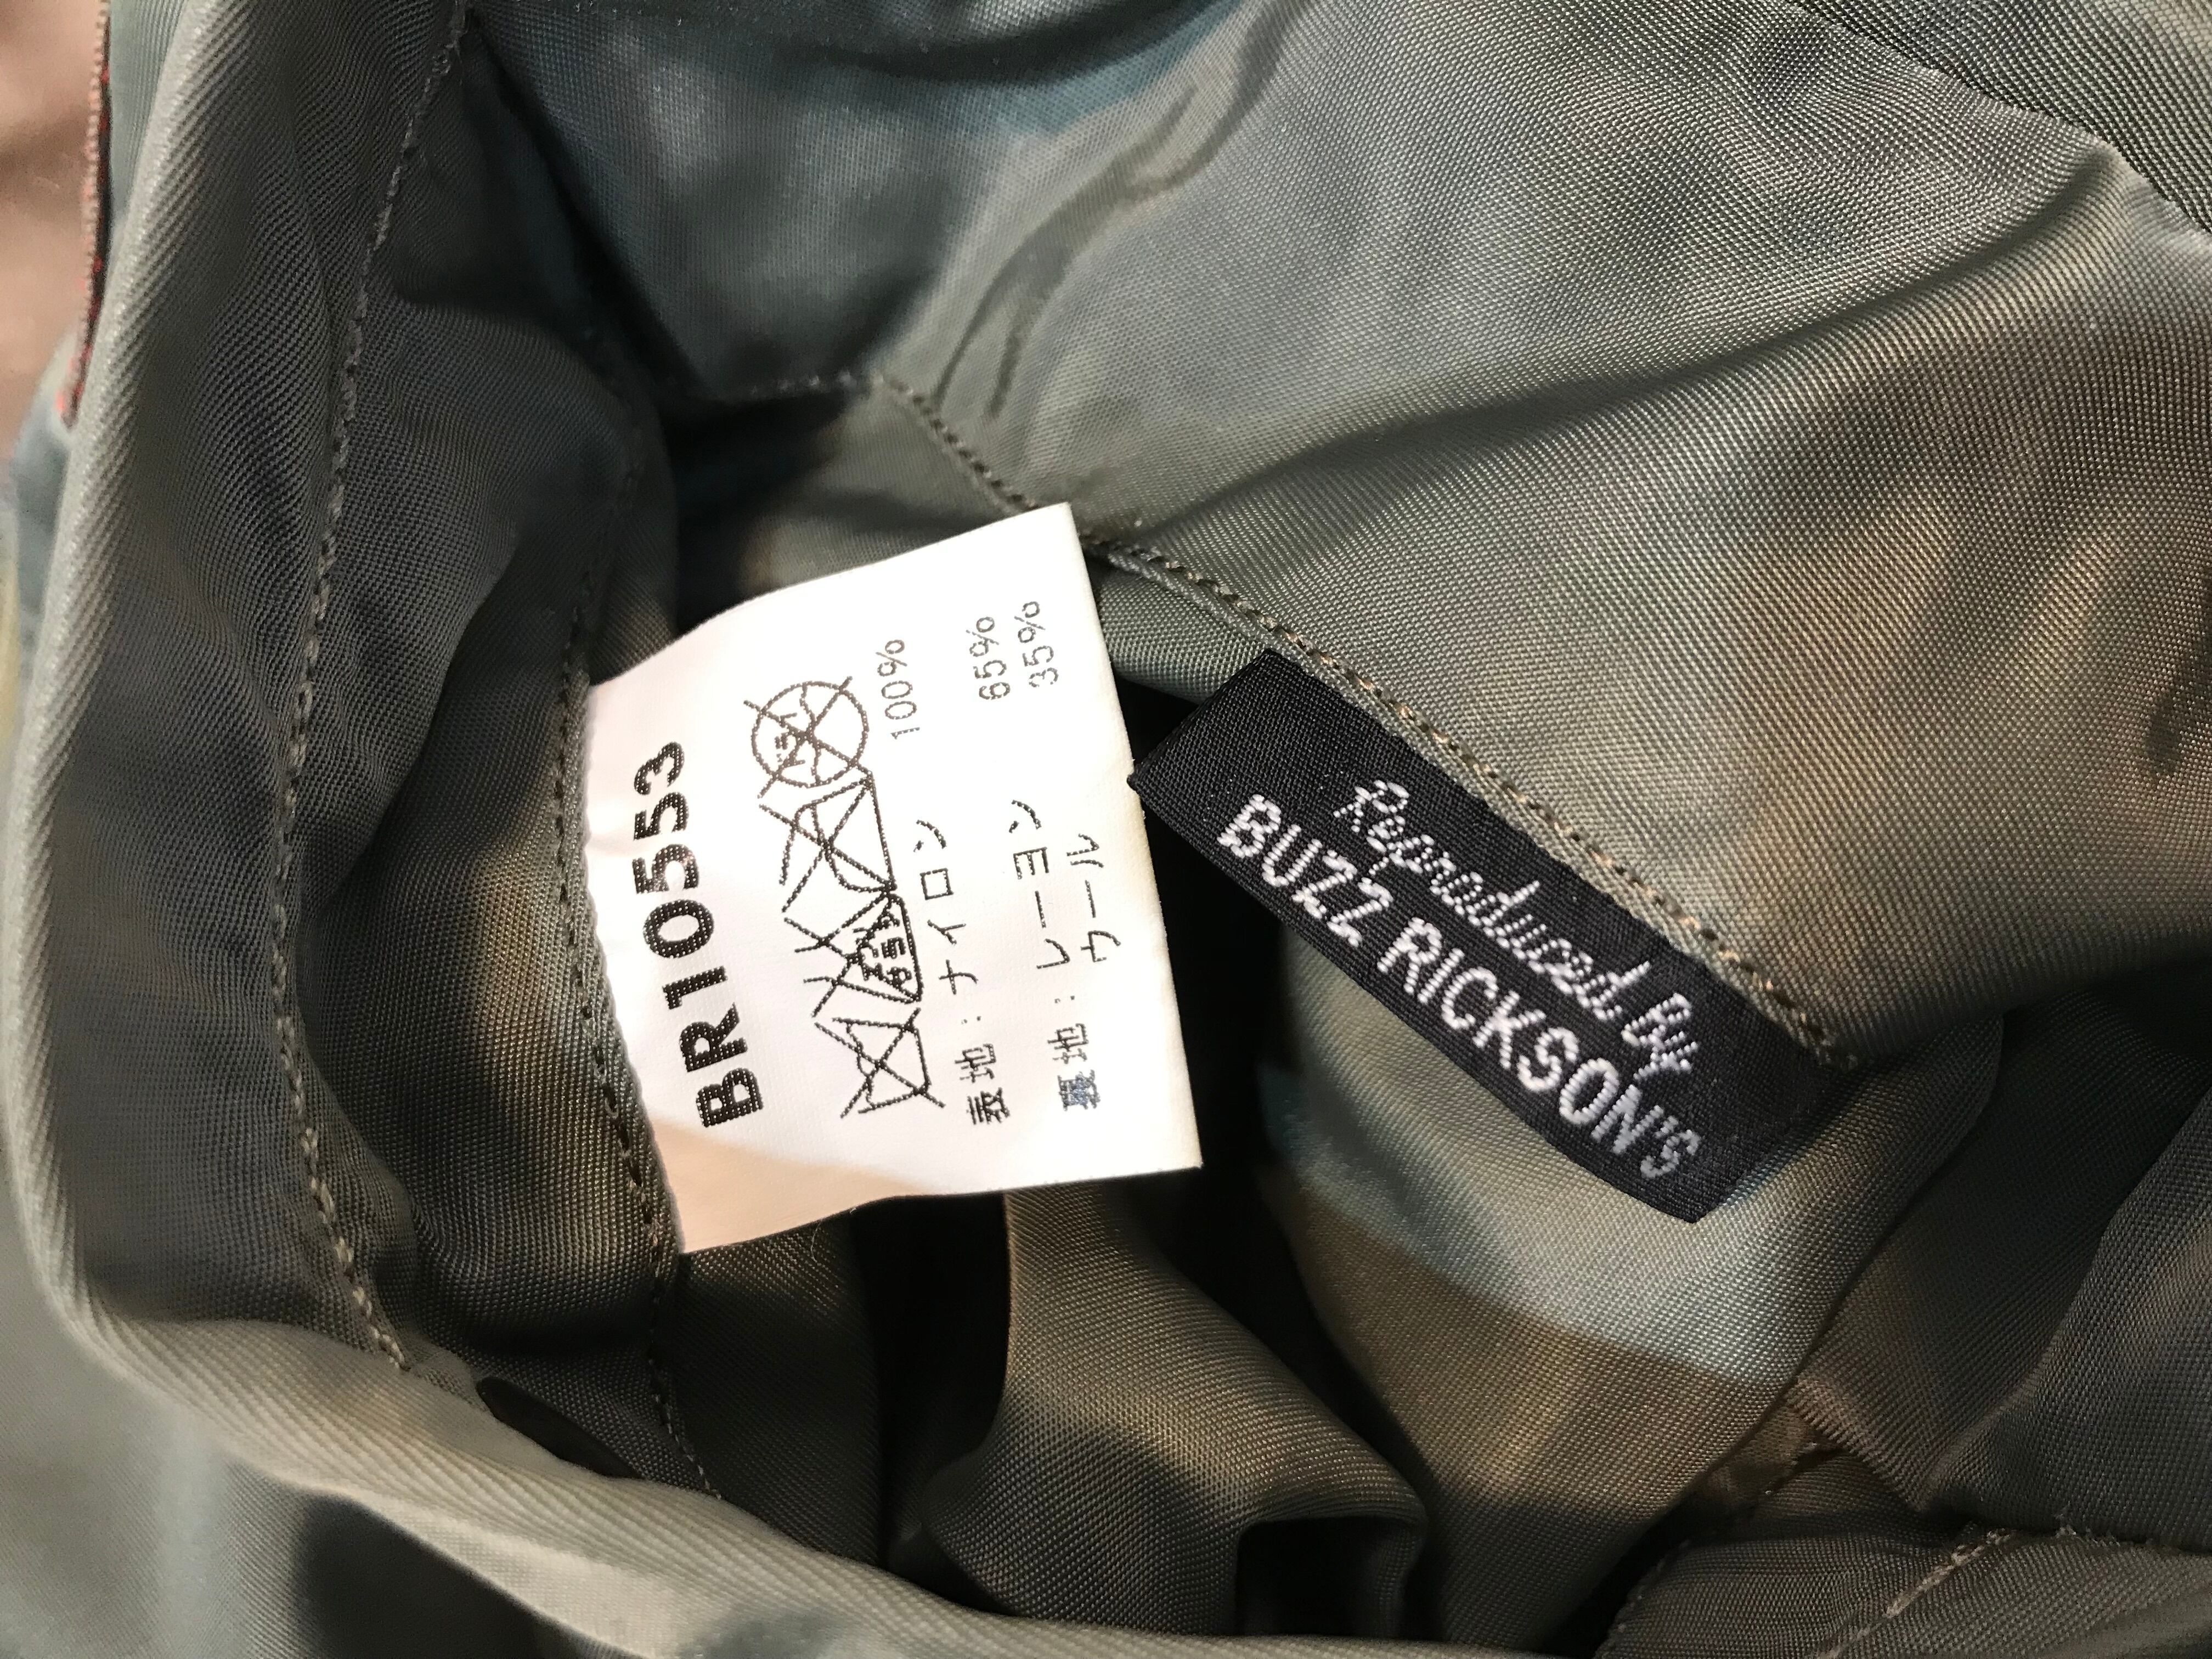 BR10553
表地:ナイロン 100%
裏地:レーヨン 65%
ウール 35%
Reproduced By
BUZZ RICKSON'S